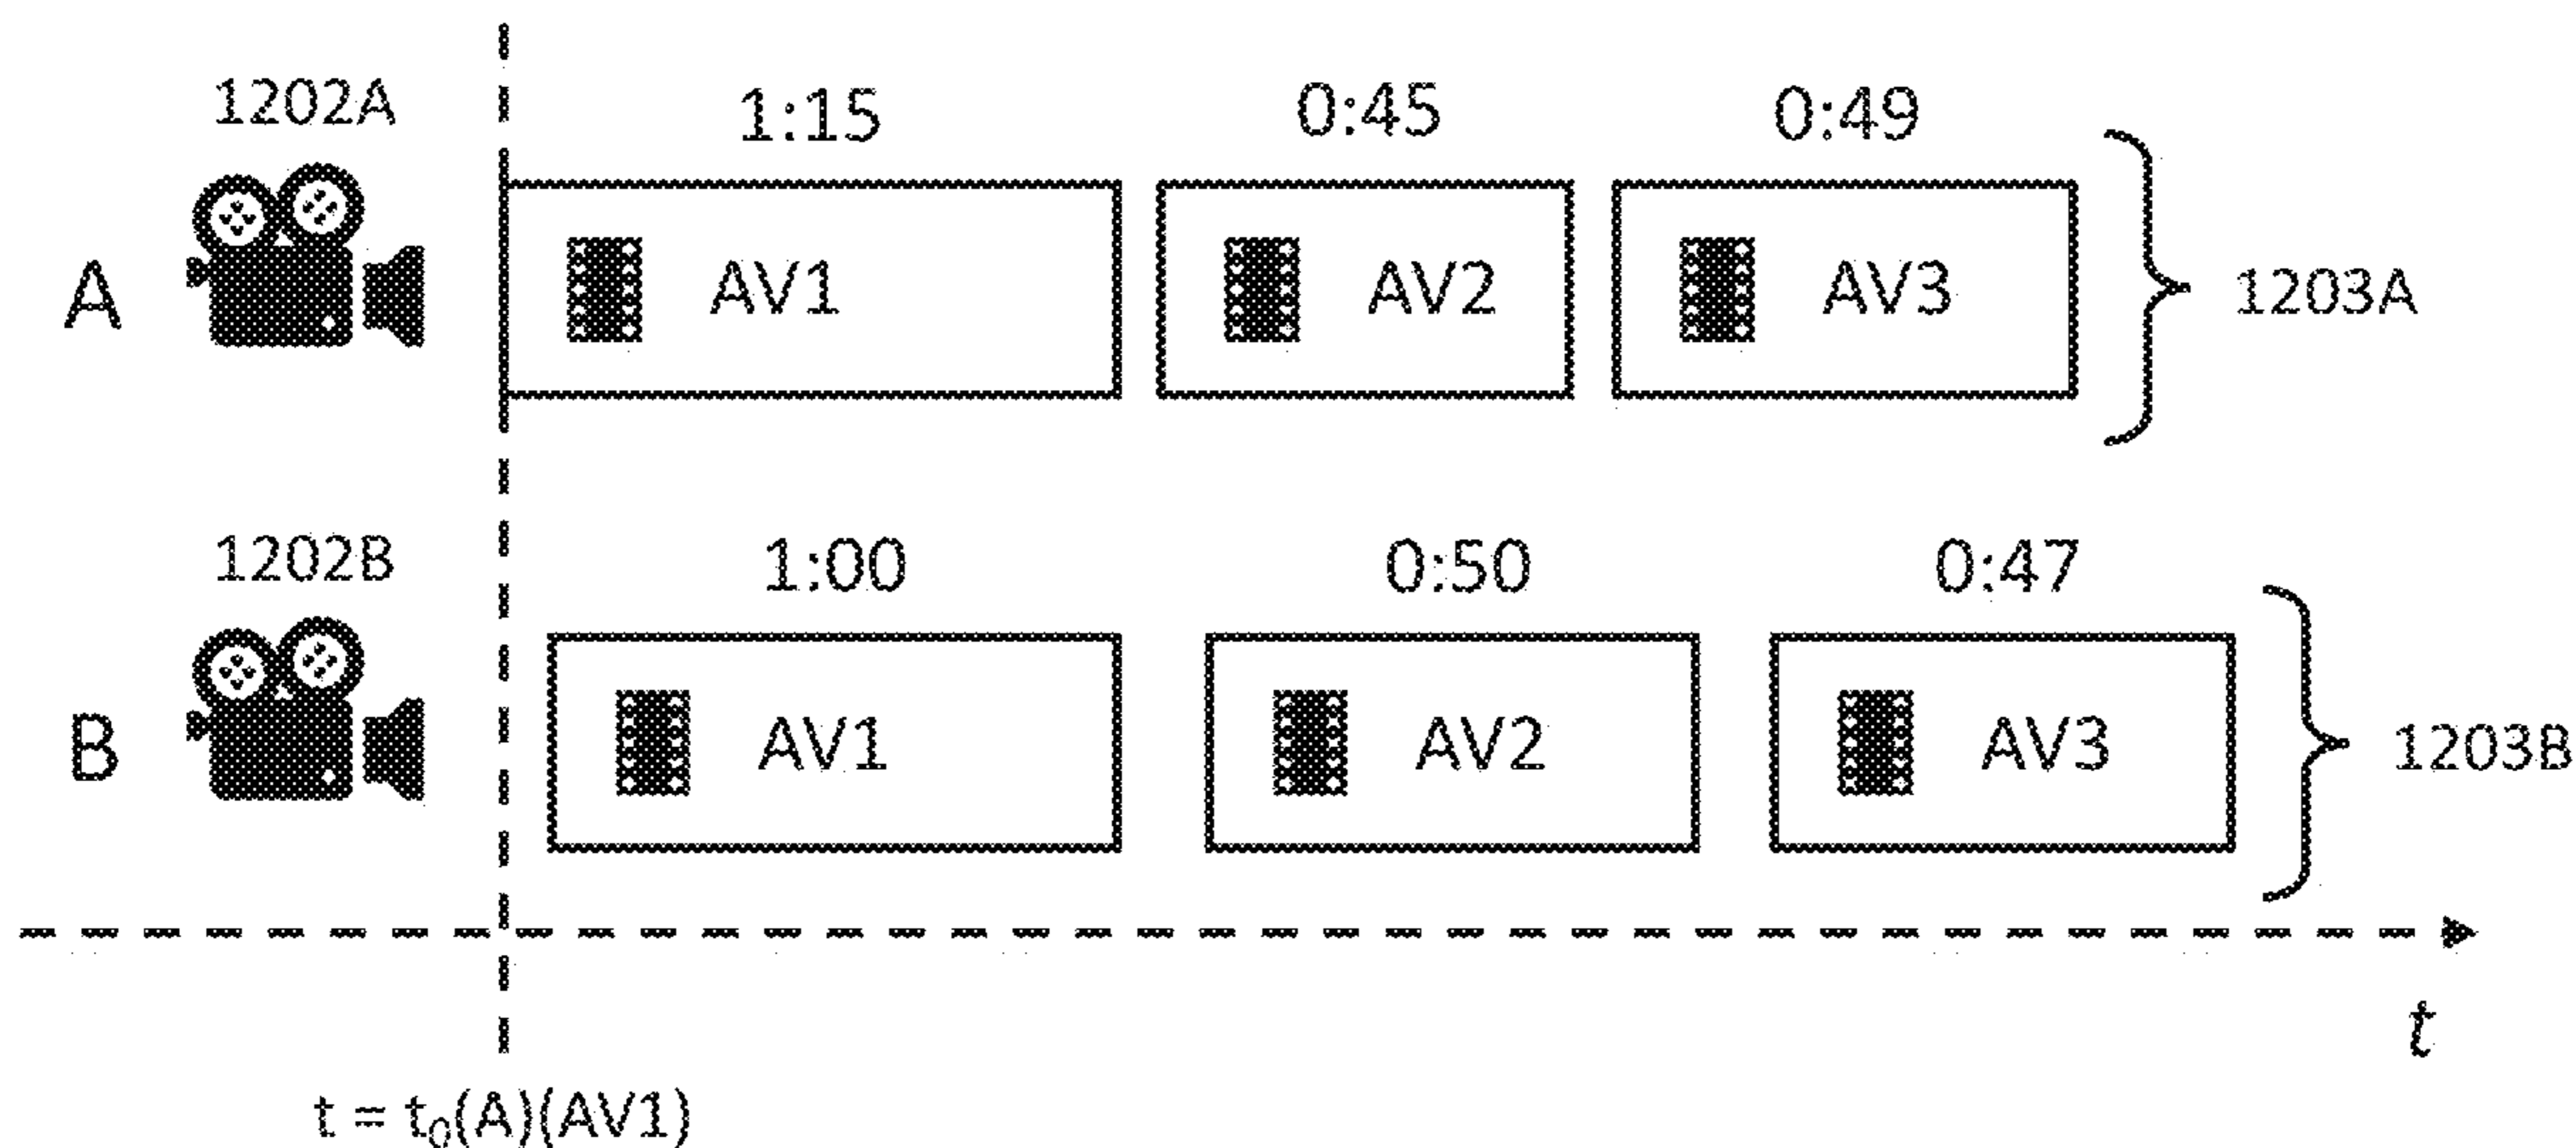 1202A
1:15 0:45 0:49
A AV1 AV2 AV3 1203A
1202B
1:00 0:50 0:47
B AV1 AV2 AV3 1203B
t
t = t₀(A)(AV1)